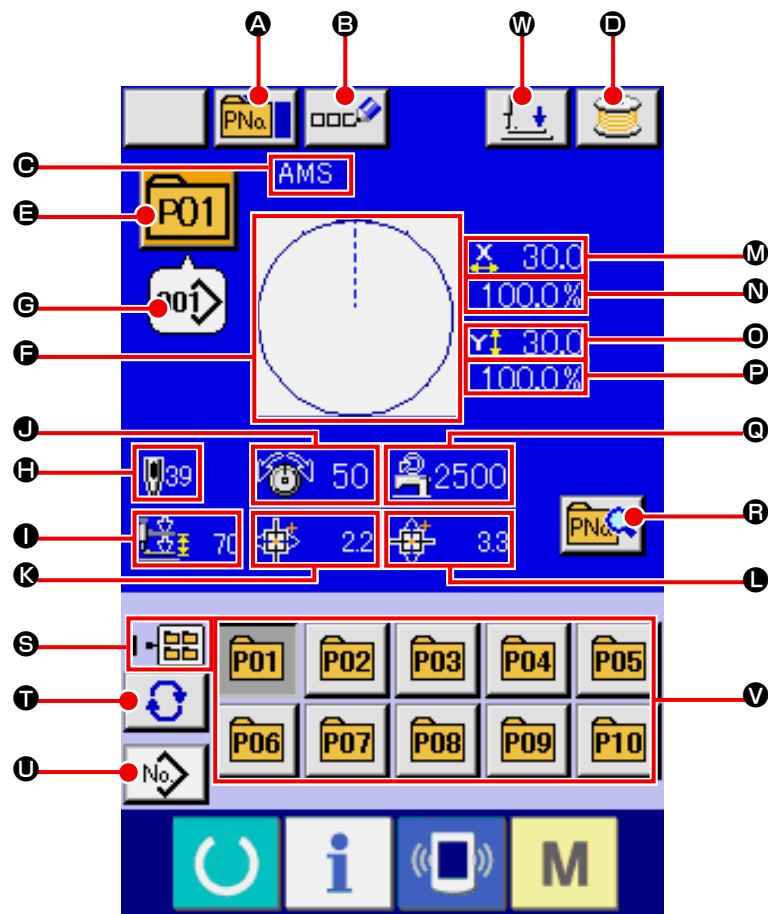 A B W D
PNo.
C AMS
E P01
X 30.0 M
G 001 100.0% N
Y 30.0 O
F 100.0% P
J Q
H 39 50 2500
R
PNo.
I 70 2.2 3.3
K L
S
P01 P02 P03 P04 P05
T V
P06 P07 P08 P09 P10
U No.
i M